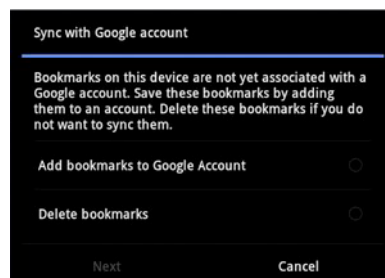 Sync with Google account
Bookmarks on this device are not yet associated with a
Google account. Save these bookmarks by adding
them to an account. Delete these bookmarks if you do
not want to sync them.
Add bookmarks to Google Account
Delete bookmarks
Next
Cancel